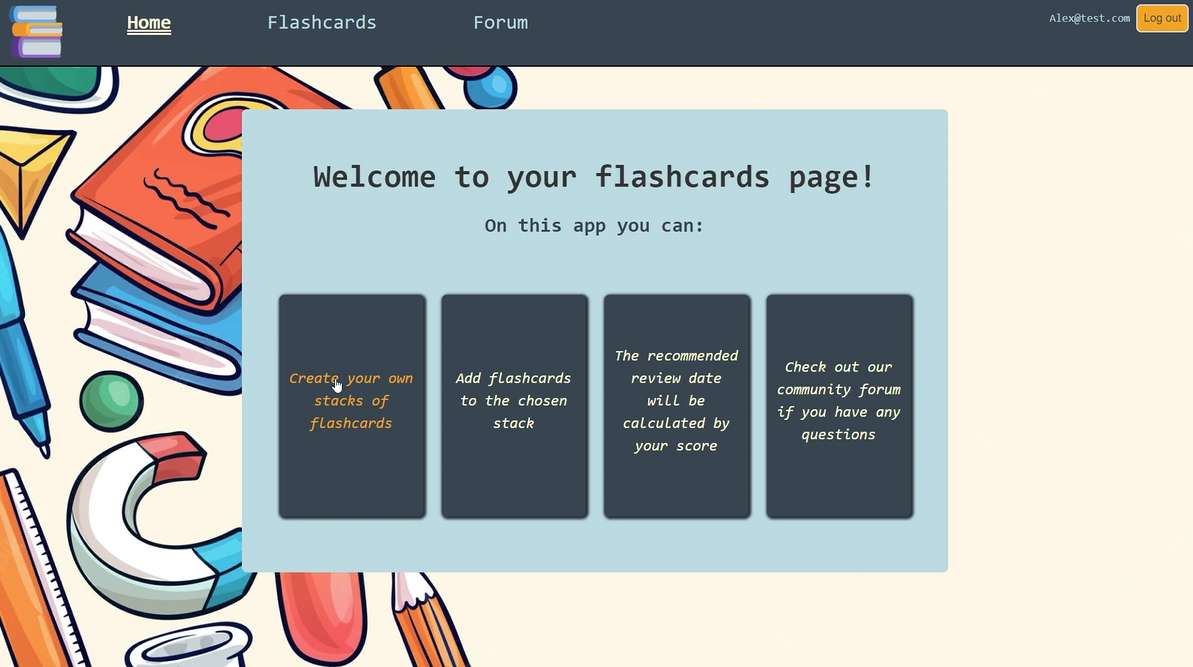 Home
Flashcards
Forum
Alex@test.com
Log out
Welcome to your flashcards page!
On this app you can:
Create your own
stacks of
flashcards
Add flashcards
to the chosen
stack
The recommended
review date
will be
calculated by
your score
Check out our
community forum
if you have any
questions